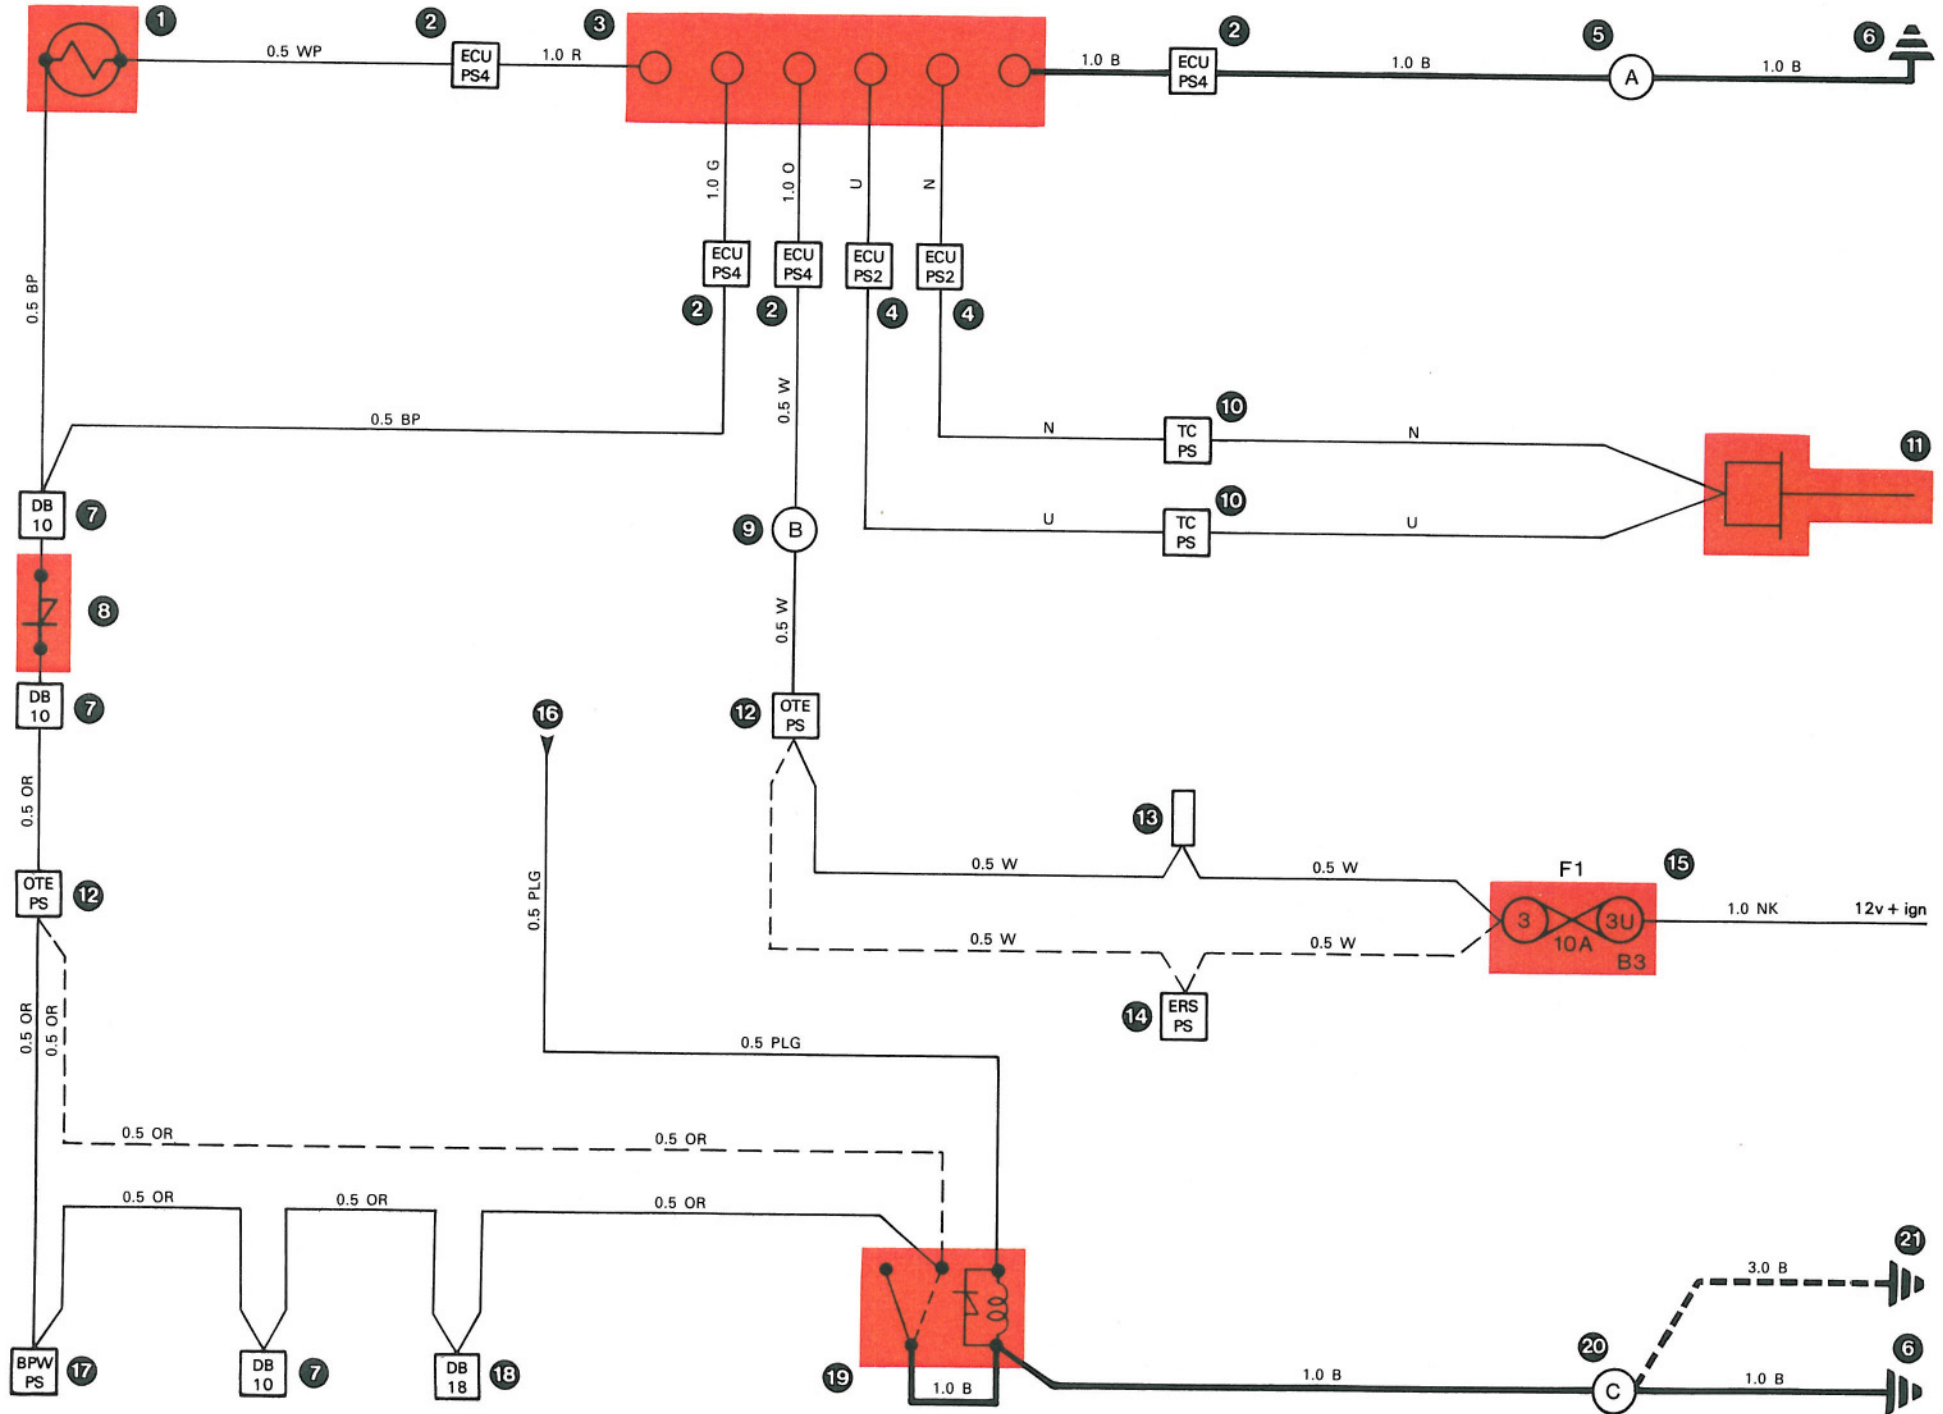 1
0.5 WP
2
ECU
PS4
1.0 R
3
1.0 B
2
ECU
PS4
1.0 B
5
A
1.0 B
6
1.0 G
1.0 O
U
N
0.5 BP
ECU
PS4
ECU
PS4
ECU
PS2
ECU
PS2
2
2
4
4
0.5 BP
0.5 W
N
10
TC
PS
N
11
DB
10
7
9
B
U
10
TC
PS
U
8
0.5 W
DB
10
7
16
12
OTE
PS
0.5 OR
13
0.5 W
0.5 W
F1
15
OTE
PS
12
0.5 PLG
3
3U
10A
B3
1.0 NK
12v + ign
0.5 W
0.5 W
14
ERS
PS
0.5 OR
0.5 OR
0.5 PLG
0.5 OR
0.5 OR
0.5 OR
0.5 OR
0.5 OR
21
3.0 B
BPW
PS
17
DB
10
7
DB
18
18
19
1.0 B
1.0 B
20
C
1.0 B
6